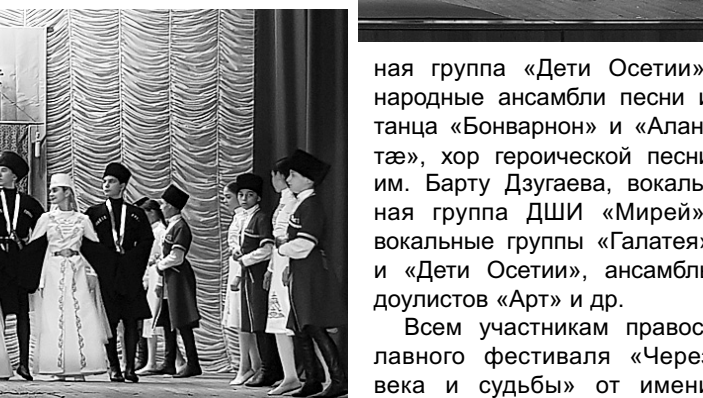 ная группа «Дети Осетии»
народные ансамбли песни и
танца «Бонварнон» и «Алан-
тæ», хор героической песни
им. Барту Дзугаева, вокаль-
ная группа ДШИ «Мирей»
вокальные группы «Галатея»
и «Дети Осетии», ансамбль
доулистов «Арт» и др.
Всем участникам правос-
лавного фестиваля «Через
века и судьбы» от имени